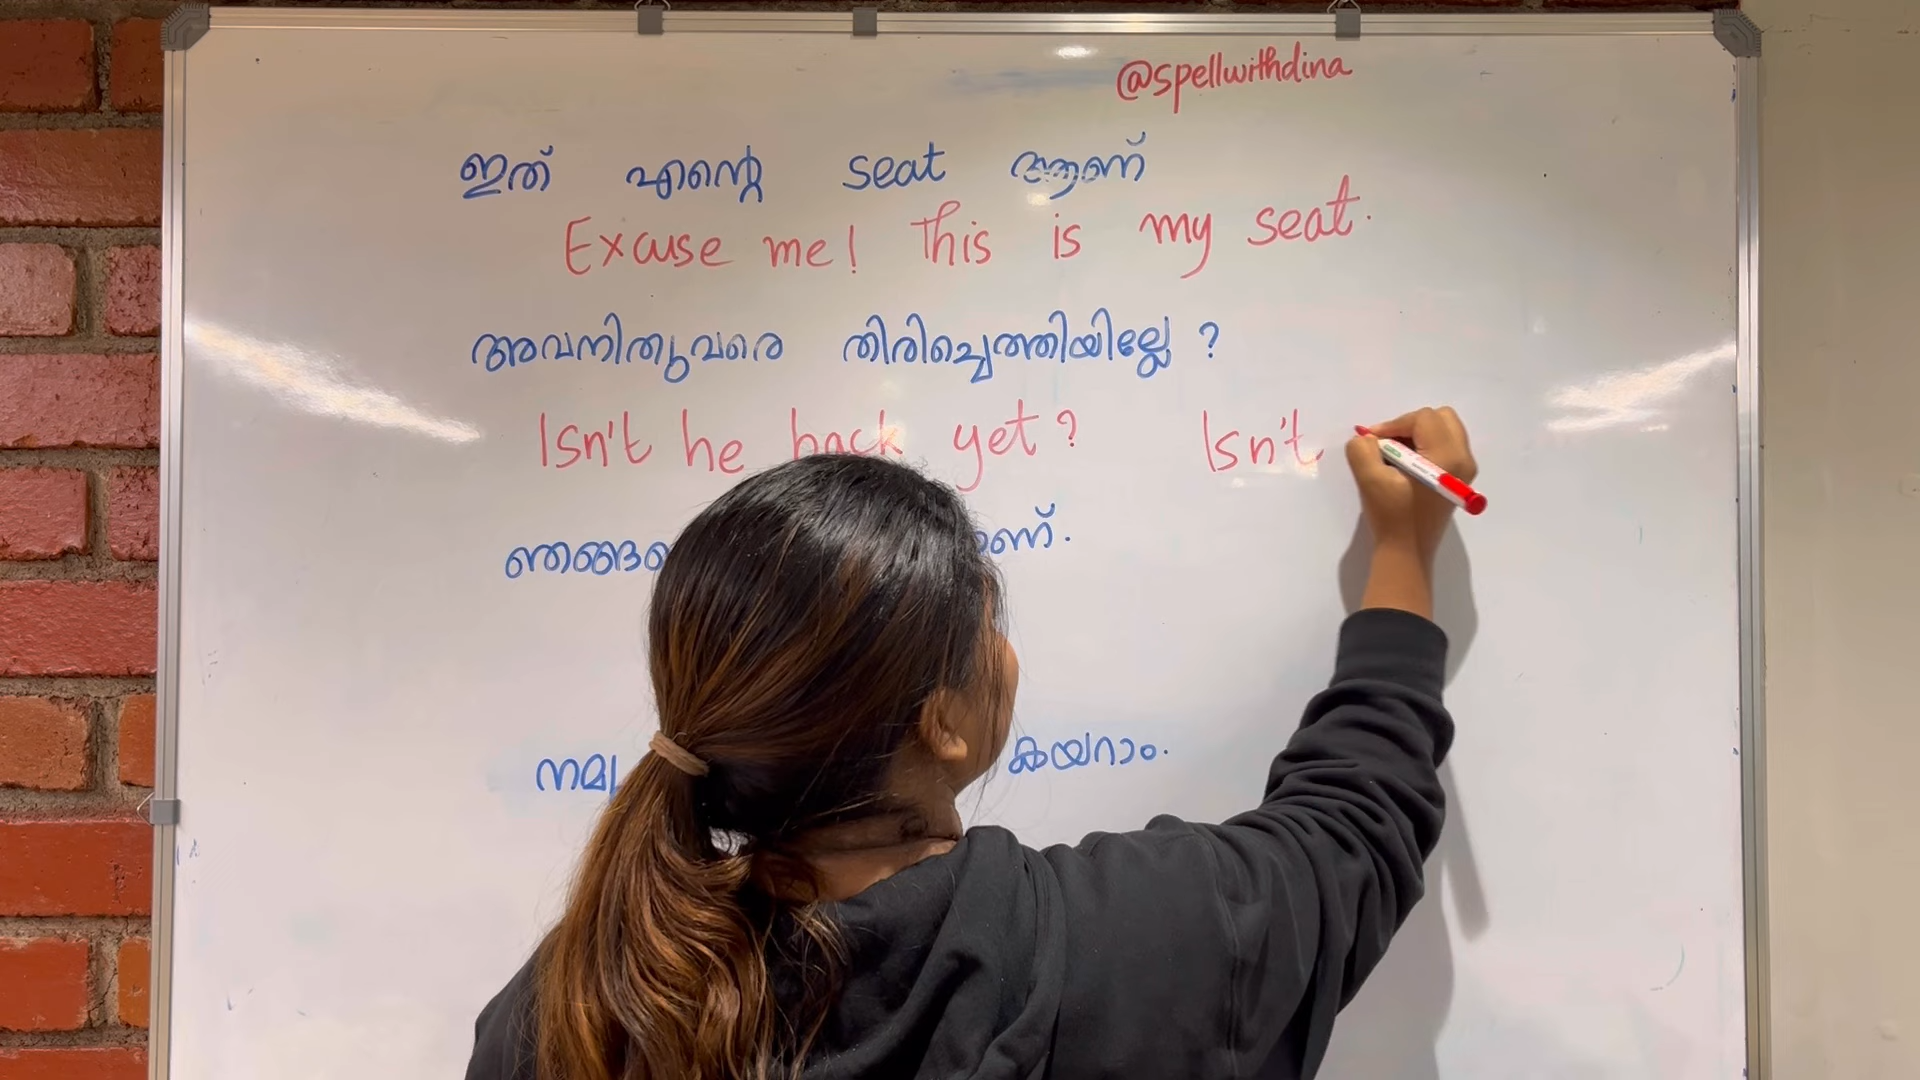 @spellwithdina
ഇത് എന്റെ seat ആണ്
Excuse me! This is my seat.
അവനിതുവരെ തിരിച്ചെത്തിയില്ലേ ?
Isn't he back yet? Isn't
കയറാം.